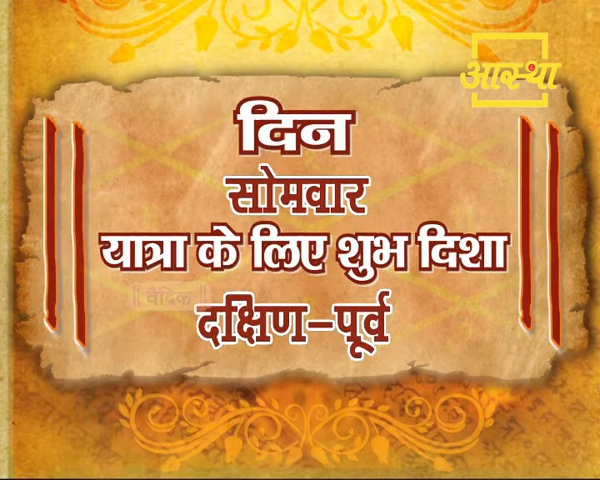 आस्था
दिन
सोमवार
यात्रा के लिए शुभ दिशा
|| वैदिक ||
दक्षिण-पूर्व